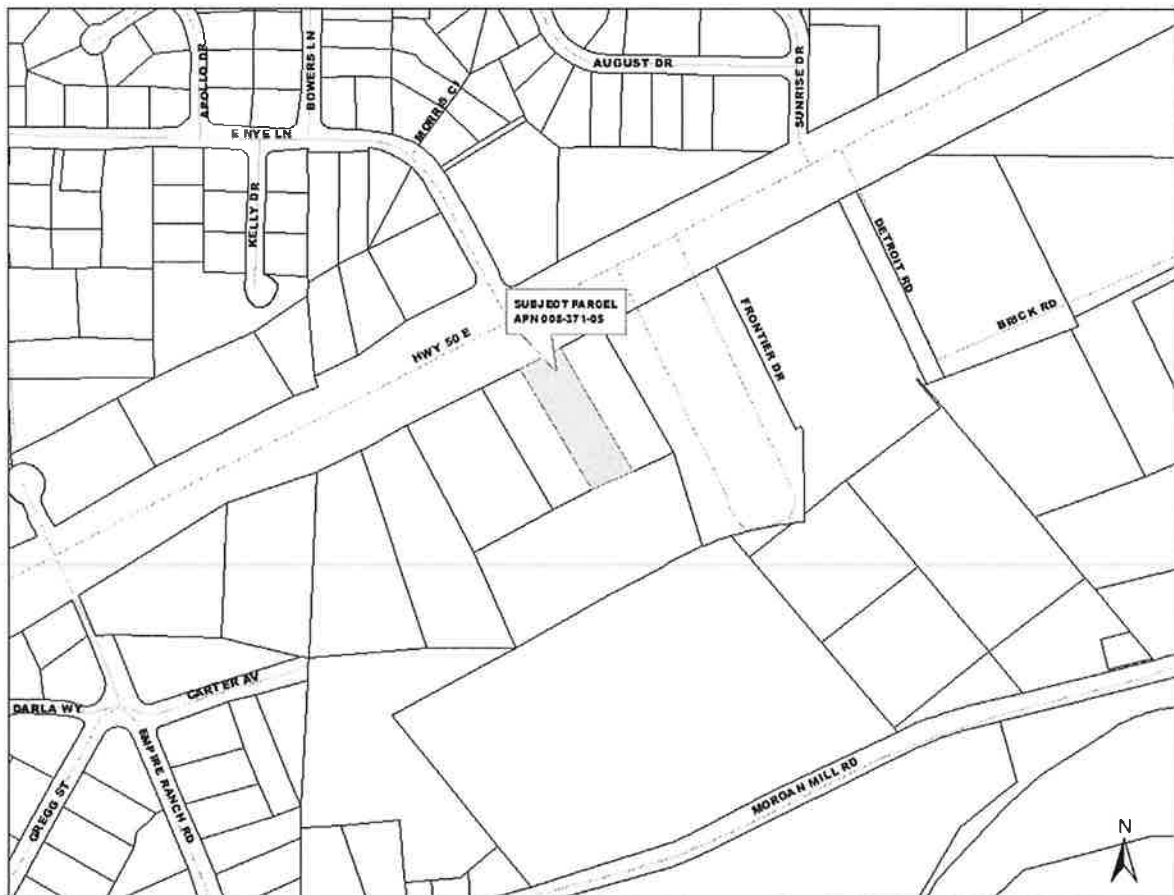 APOLLO DR
BOWERS LN
MORRIS C
AUGUST DR
SUNRISE DR
E NYE LN
KELLY DR
DETROIT RD
SUBJECT PARCEL
APN 008-371-05
FRONTIER DR
BRICK RD
HWY 50 E
CARTER AV
DARLA WY
EMPIRE RANCH RD
GREGG ST
MORGAN MILL RD
N